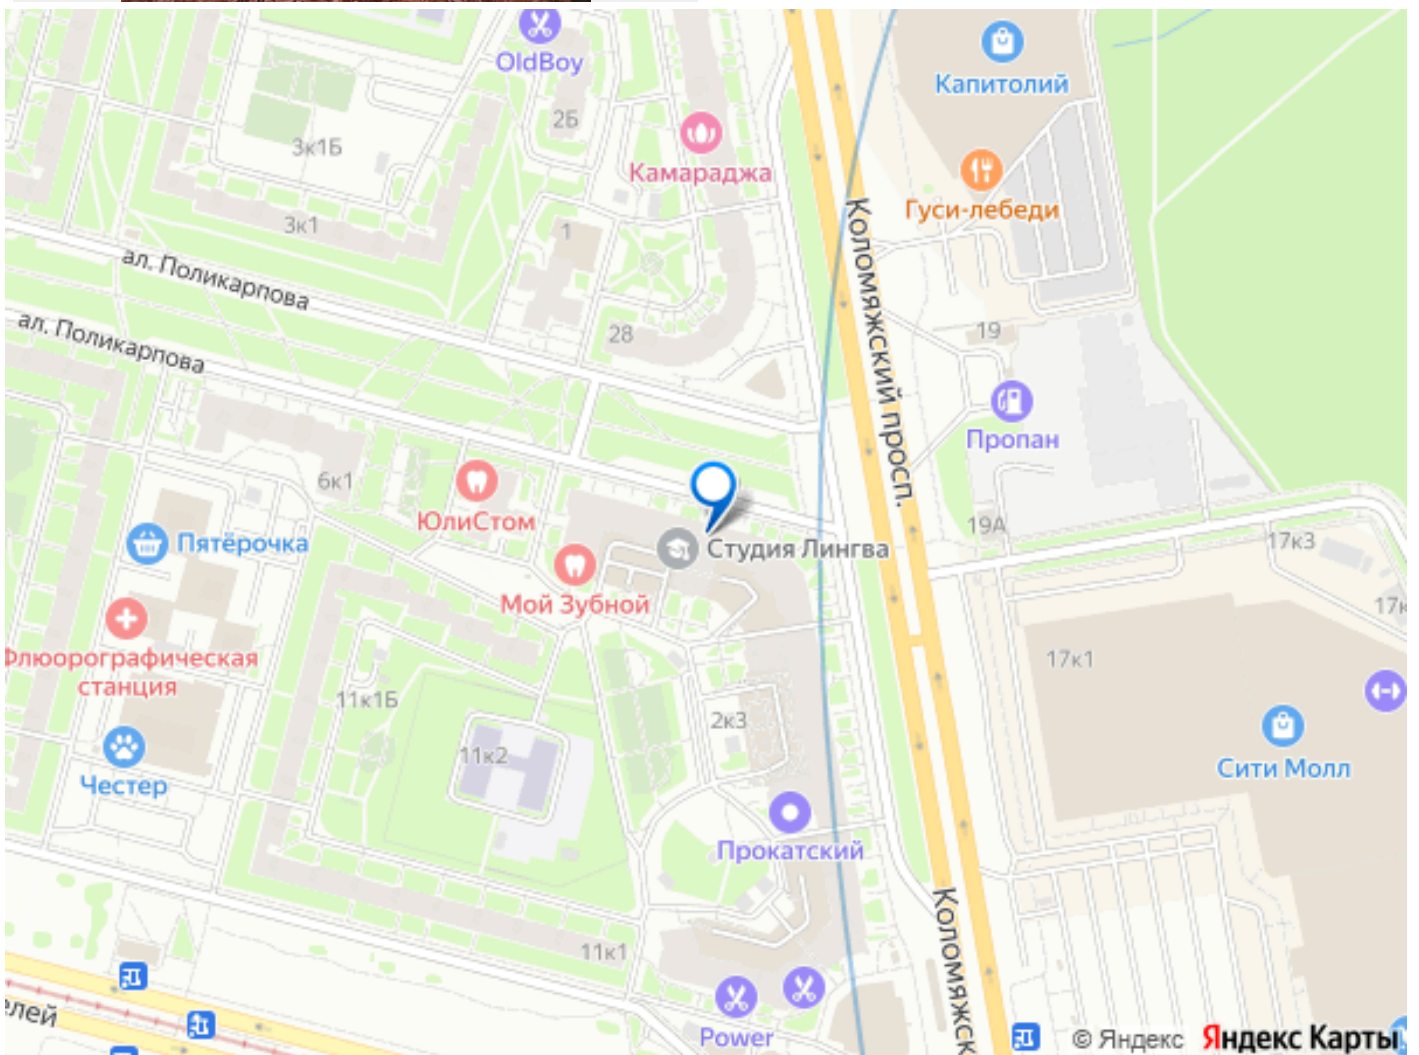 OldBoy
Капитолий
2Б
3к1Б
Камараджа
Гуси-лебеди
3к1
1
ал. Поликарпова
Коломяжский просп.
ал. Поликарпова
28
19
Пропан
6к1
ЮлиСтом
19А
17к3
Пятёрочка
Студия Лингва
Мой Зубной
17к
Флюорографическая
станция
17к1
11к1Б
2к3
11к2
Сити Молл
Честер
Прокатский
Коломяжск
11к1
елей
Power
© Яндекс Яндекс Карты